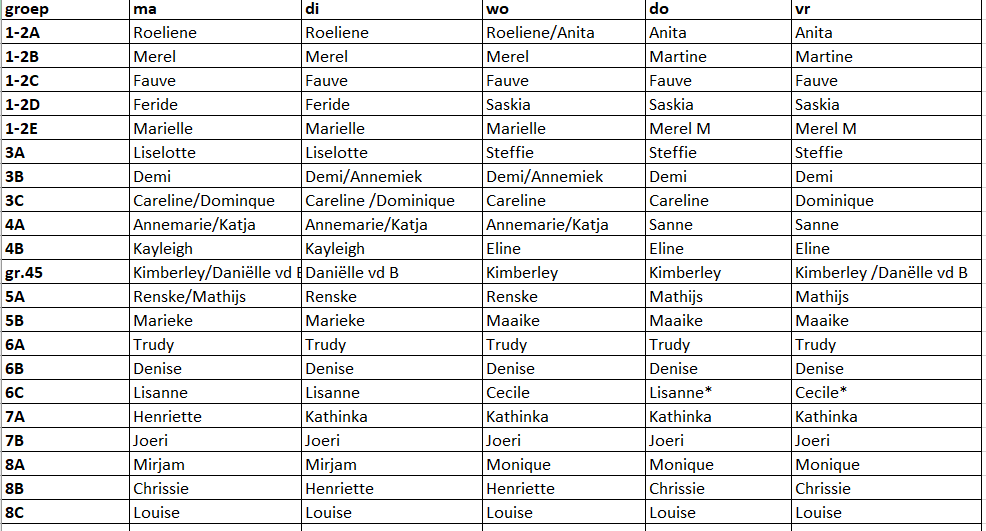 groep ma di wo do vr
1-2A Roeliene Roeliene Roeliene/Anita Anita Anita
1-2B Merel Merel Merel Martine Martine
1-2C Fauve Fauve Fauve Fauve Fauve
1-2D Feride Feride Saskia Saskia Saskia
1-2E Marielle Marielle Marielle Merel M Merel M
3A Liselotte Liselotte Steffie Steffie Steffie
3B Demi Demi/Annemiek Demi/Annemiek Demi Demi
3C Careline/Dominque Careline /Dominique Careline Careline Dominique
4A Annemarie/Katja Annemarie/Katja Annemarie/Katja Sanne Sanne
4B Kayleigh Kayleigh Eline Eline Eline
gr.45 Kimberley/Daniëlle vd B Daniëlle vd B Kimberley Kimberley Kimberley /Danëlle vd B
5A Renske/Mathijs Renske Renske Mathijs Mathijs
5B Marieke Marieke Maaike Maaike Maaike
6A Trudy Trudy Trudy Trudy Trudy
6B Denise Denise Denise Denise Denise
6C Lisanne Lisanne Cecile Lisanne* Cecile*
7A Henriette Kathinka Kathinka Kathinka Kathinka
7B Joeri Joeri Joeri Joeri Joeri
8A Mirjam Mirjam Monique Monique Monique
8B Chrissie Henriette Henriette Chrissie Chrissie
8C Louise Louise Louise Louise Louise